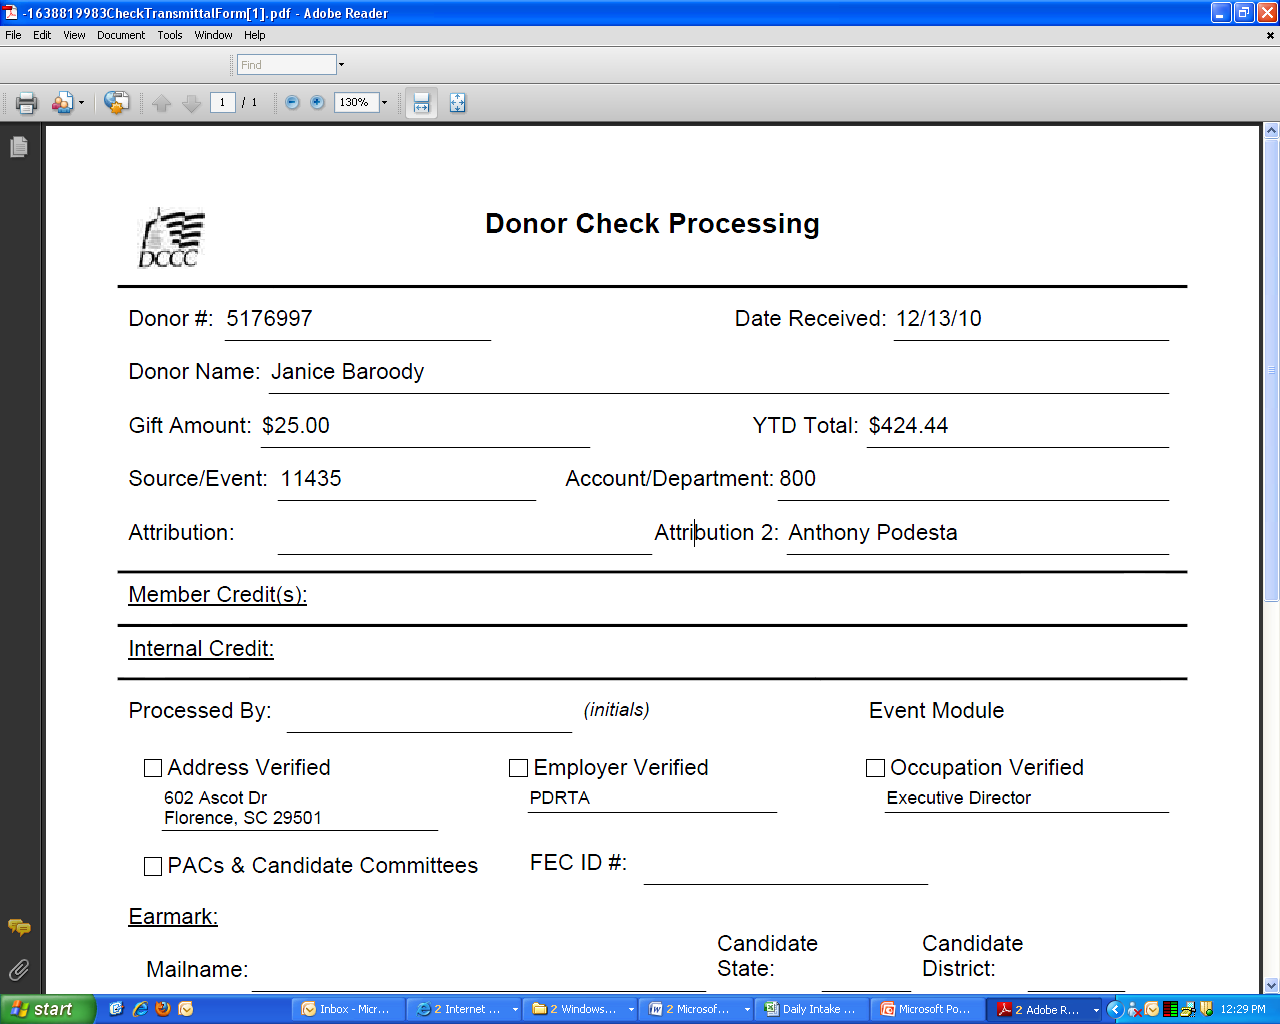 -1638819983CheckTransmittalForm[1].pdf - Adobe Reader
File Edit View Document Tools Window Help
Find
1 / 1 130%
DCCC
Donor Check Processing
Donor #: 5176997 Date Received: 12/13/10
Donor Name: Janice Baroody
Gift Amount: $25.00 YTD Total: $424.44
Source/Event: 11435 Account/Department: 800
Attribution: Attribution 2: Anthony Podesta
Member Credit(s):
Internal Credit:
Processed By: (initials) Event Module
Address Verified Employer Verified Occupation Verified
602 Ascot Dr PDRTA Executive Director
Florence, SC 29501
PACs & Candidate Committees FEC ID #:
Earmark:
Candidate Candidate
Mailname: State: District:
start Inbox - Micr... 2 Internet ... 2 Windows... 2 Microsof... Daily Intake ... Microsoft Po... 2 Adobe R... 12:29 PM